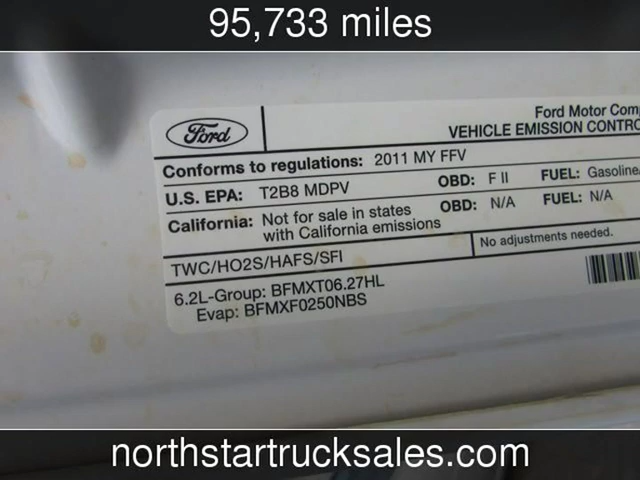 95,733 miles
Ford
Ford Motor Comp
VEHICLE EMISSION CONTRO
Conforms to regulations: 2011 MY FFV
U.S. EPA: T2B8 MDPV OBD: F II FUEL: Gasoline/
California: Not for sale in states with California emissions OBD: N/A FUEL: N/A
TWC/HO2S/HAFS/SFI
No adjustments needed.
6.2L-Group: BFMXT06.27HL
Evap: BFMXF0250NBS
northstartrucksales.com